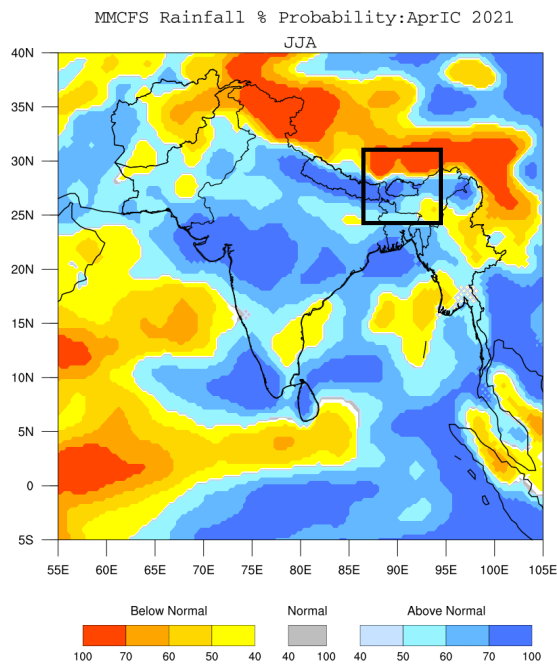 MMCFS Rainfall % Probability:AprIC 2021
JJA
40N
35N
30N
25N
20N
15N
10N
5N
0
5S
55E 60E 65E 70E 75E 80E 85E 90E 95E 100E 105E
Below Normal Normal Above Normal
100 70 60 50 40 40 100 40 50 60 70 100